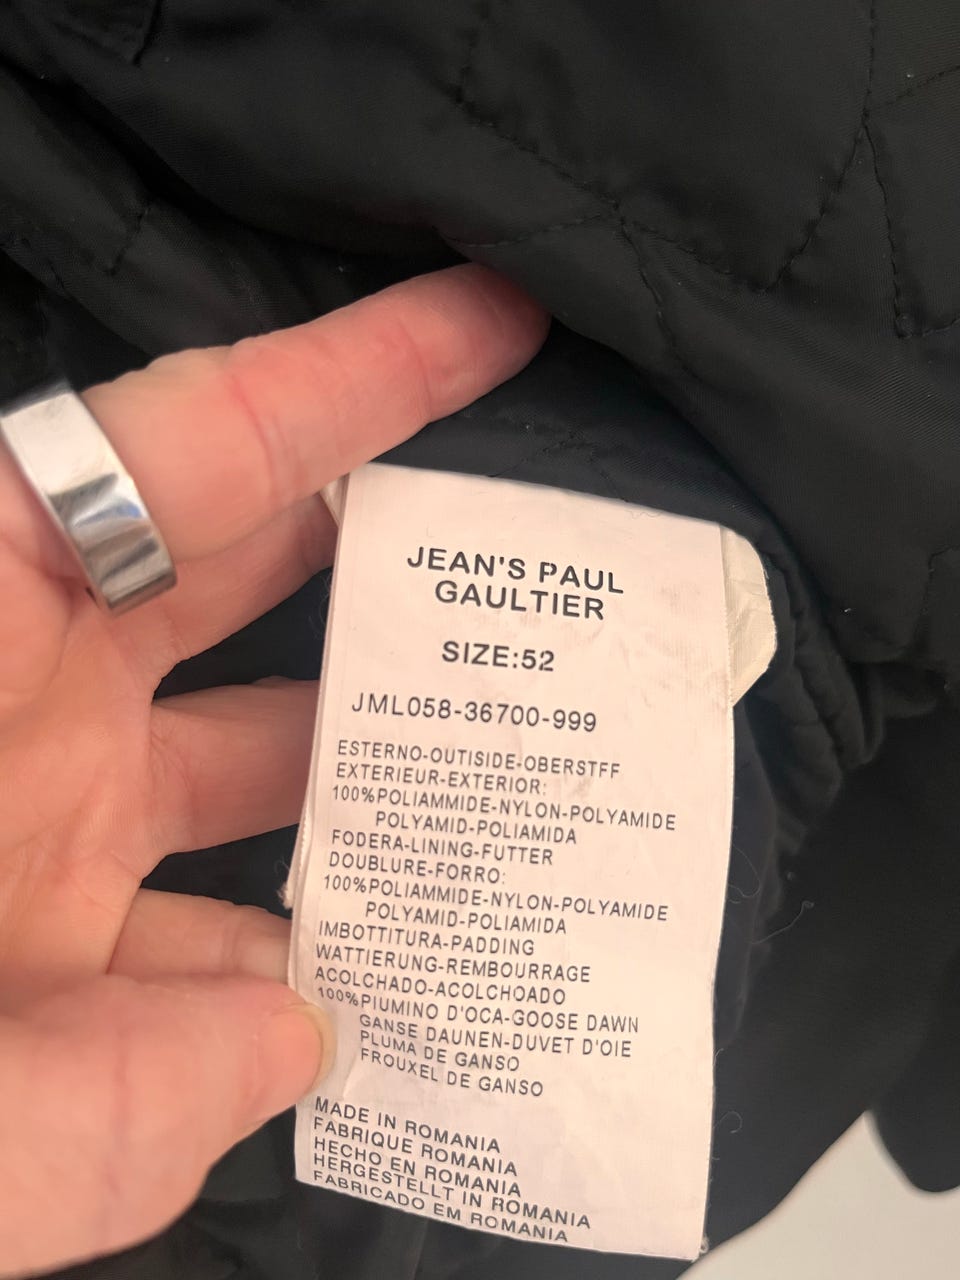 JEAN'S PAUL
GAULTIER
SIZE:52
JML058-36700-999
ESTERNO-OUTISIDE-OBERSTFF
EXTERIEUR-EXTERIOR:
100%POLIAMMIDE-NYLON-POLYAMIDE
POLYAMID-POLIAMIDA
FODERA-LINING-FUTTER
DOUBLURE-FORRO:
100%POLIAMMIDE-NYLON-POLYAMIDE
POLYAMID-POLIAMIDA
IMBOTTITURA-PADDING
WATTIERUNG-REMBOURRAGE
ACOLCHADO-ACOLCHOADO
100%PIUMINO D'OCA-GOOSE DAWN
GANSE DAUNEN-DUVET D'OIE
PLUMA DE GANSO
FROUXEL DE GANSO
MADE IN ROMANIA
FABRIQUE ROMANIA
HECHO EN ROMANIA
HERGESTELLT IN ROMANIA
FABRICADO EM ROMANIA